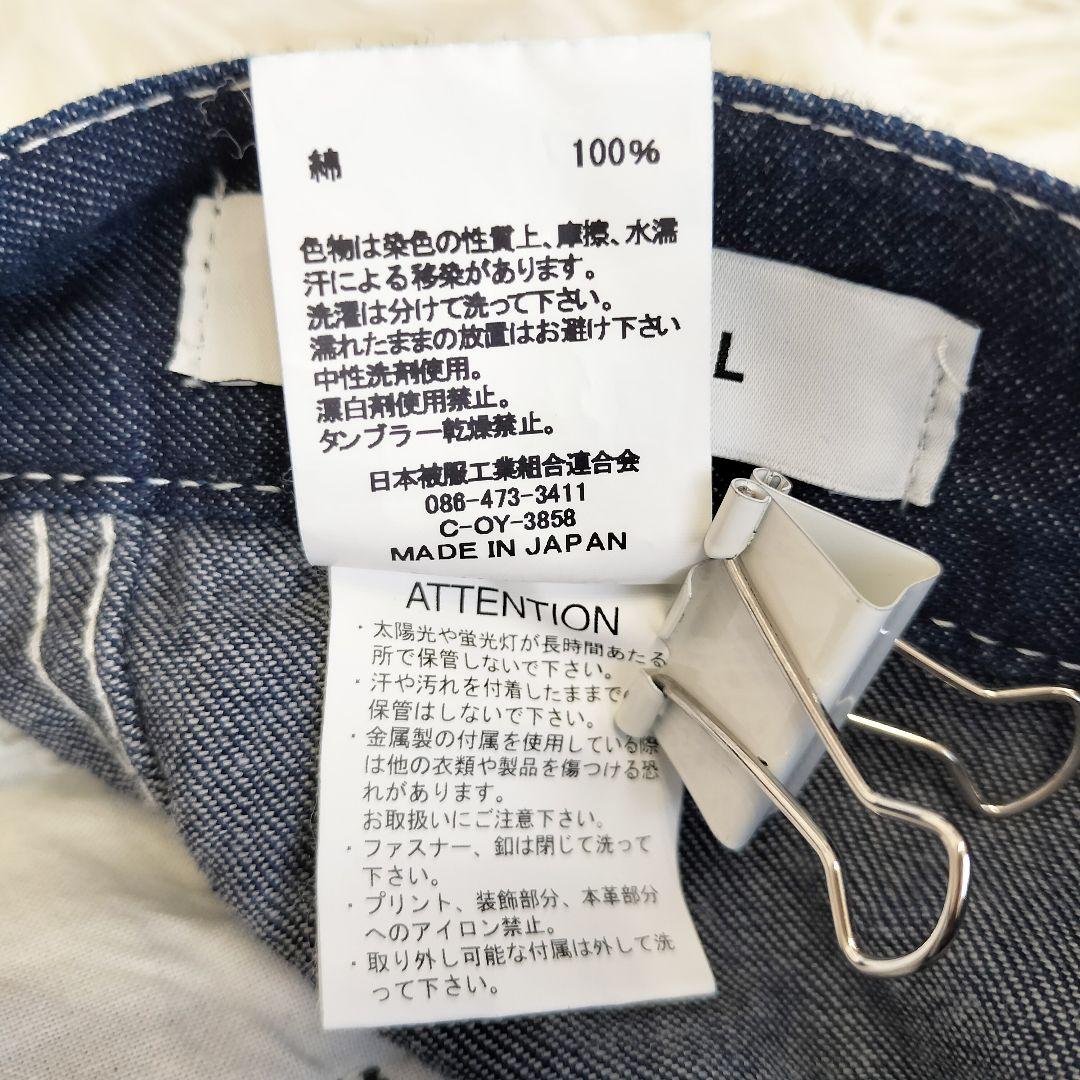 綿 100%
色物は染色の性質上、摩擦、水濡
汗による移染があります。
洗濯は分けて洗って下さい。
濡れたままの放置はお避け下さい
中性洗剤使用。
漂白剤使用禁止。
タンブラー乾燥禁止。
日本被服工業組合連合会
086-473-3411
C-OY-3858
MADE IN JAPAN
L
ATTENTION
・太陽光や蛍光灯が長時間あたる
所で保管しないで下さい。
・汗や汚れを付着したままで
保管はしないで下さい。
・金属製の付属を使用している際
は他の衣類や製品を傷つける恐
れがあります。
お取扱いにご注意下さい。
・ファスナー、釦は閉じて洗って
下さい。
・プリント、装飾部分、本革部分
へのアイロン禁止。
・取り外し可能な付属は外して洗
って下さい。